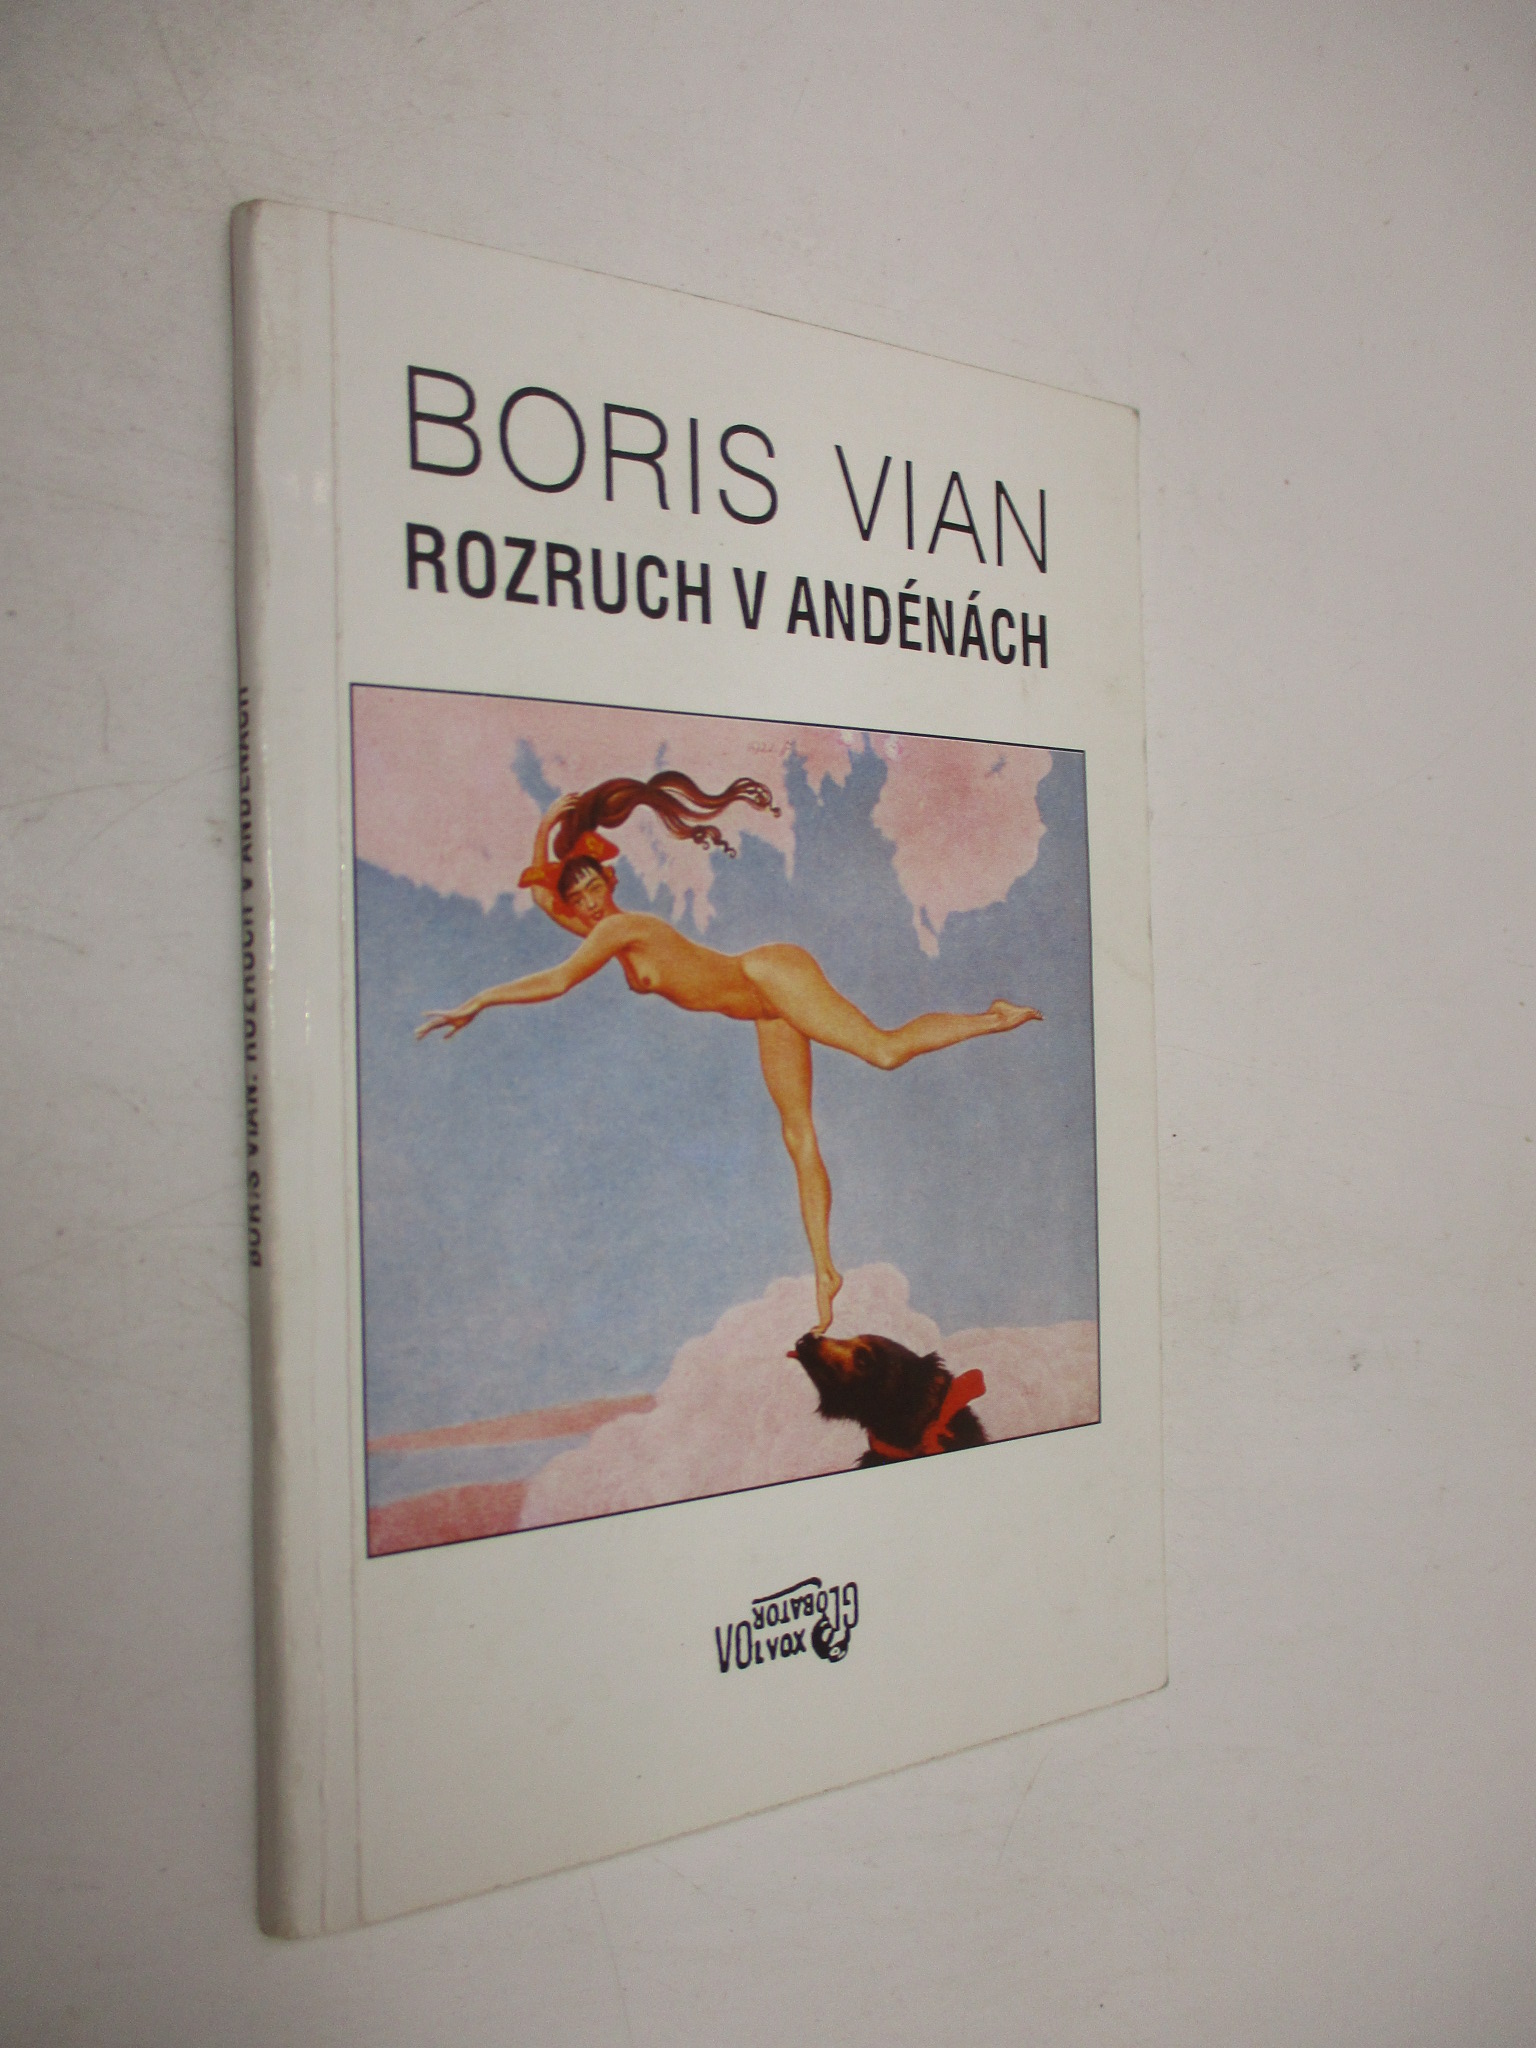 BORIS VIAN
ROZRUCH V ANDÉNÁCH
BORIS VIAN: ROZRUCH V ANDÉNÁCH
VOLVOX
GLOBATOR